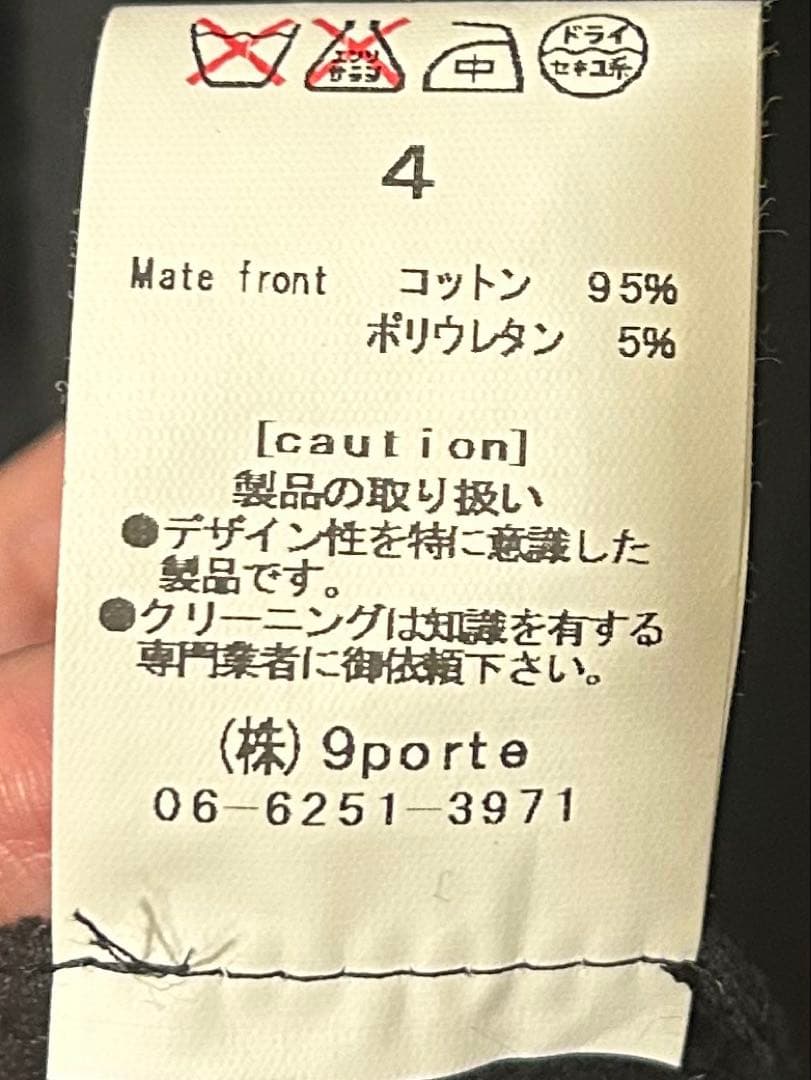 エンソ
サラシ
中
ドライ
セキユ系
4
Mate front コットン 95%
ポリウレタン 5%
[caution]
製品の取り扱い
●デザイン性を特に意識した
製品です。
●クリーニングは知識を有する
専門業者に御依頼下さい。
(株)9porte
06-6251-3971